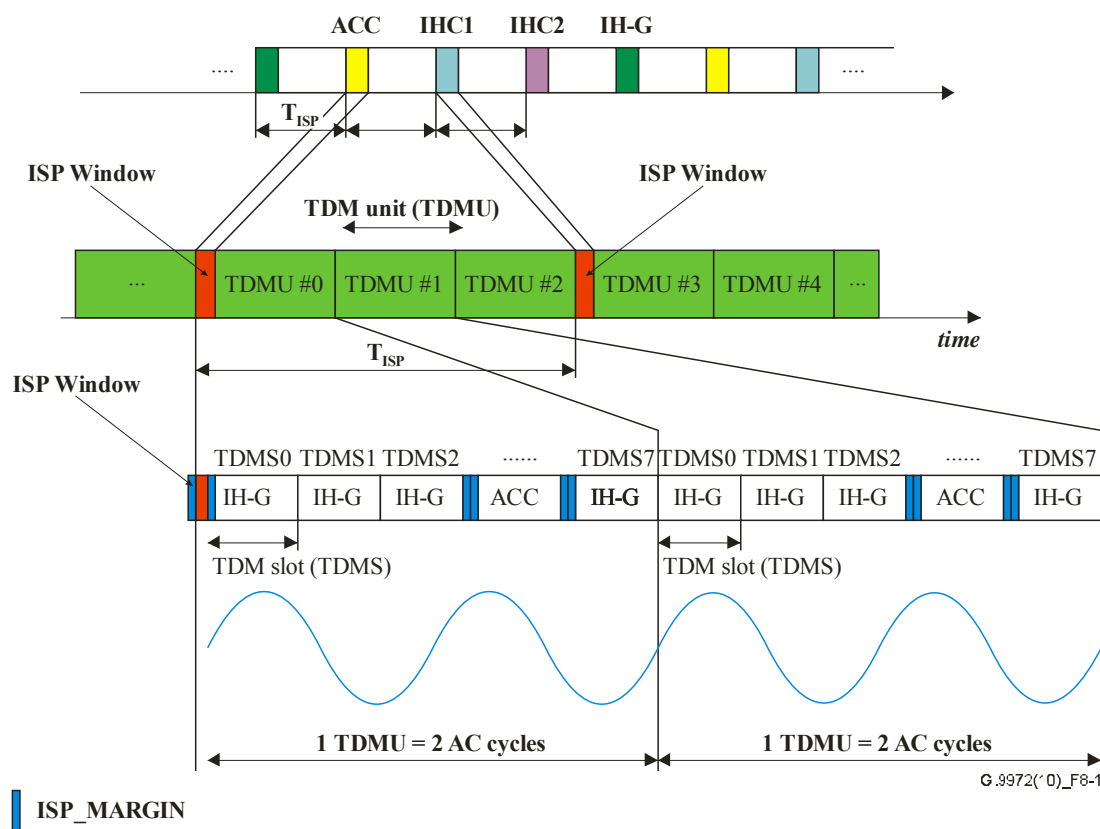 ACC IHC1 IHC2 IH-G
.... ....
T_ISP
ISP Window
ISP Window
TDM unit (TDMU)
... TDMU #0 TDMU #1 TDMU #2 TDMU #3 TDMU #4 ...
time
T_ISP
ISP Window
TDMS0 TDMS1 TDMS2 ...... TDMS7 TDMS0 TDMS1 TDMS2 ...... TDMS7
IH-G IH-G IH-G ACC IH-G IH-G IH-G IH-G ACC IH-G
TDM slot (TDMS) TDM slot (TDMS)
1 TDMU = 2 AC cycles 1 TDMU = 2 AC cycles
G.9972(10)_F8-1
ISP_MARGIN